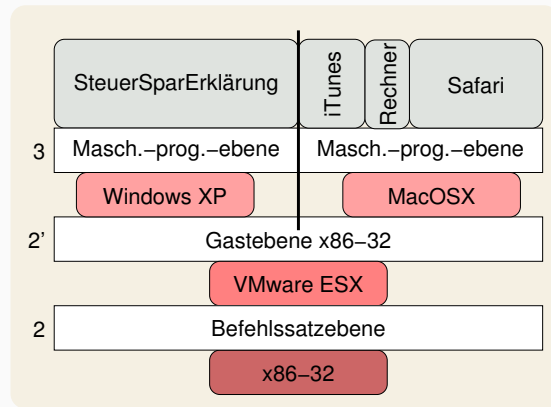 SteuerSparErklärung
iTunes
Rechner
Safari
3
Masch.−prog.−ebene
Masch.−prog.−ebene
Windows XP
MacOSX
2'
Gastebene x86−32
VMware ESX
2
Befehlssatzebene
x86−32